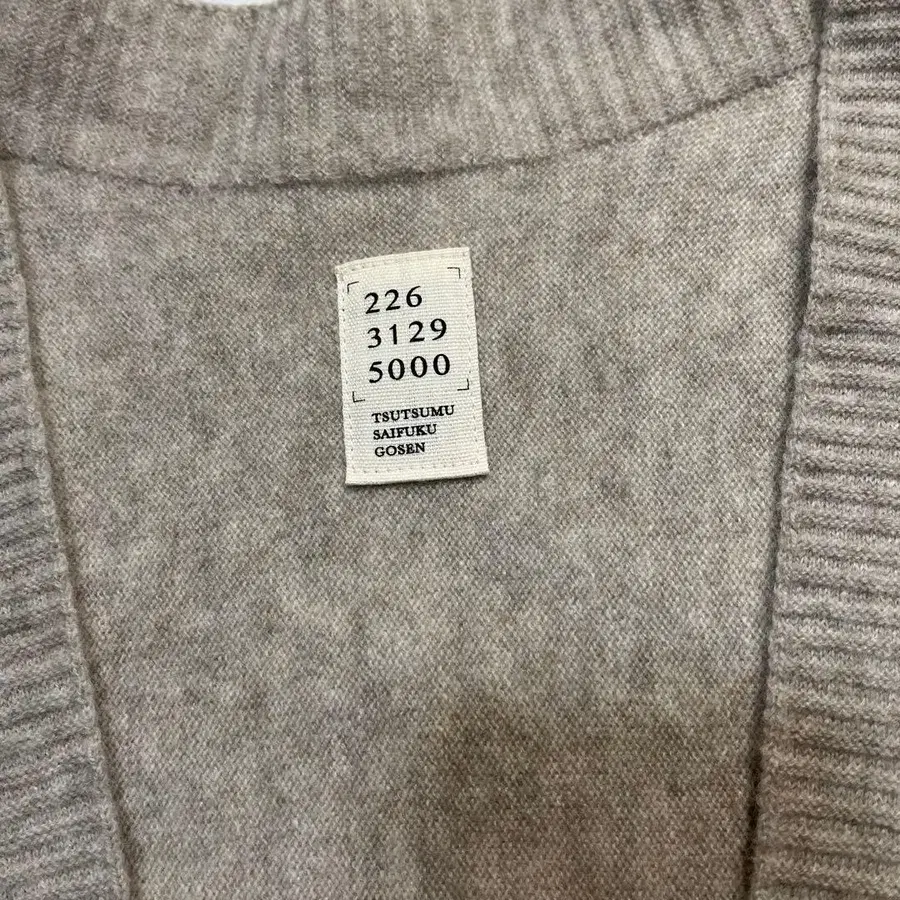 226
3129
5000
TSUTSUMU
SAIFUKU
GOSEN